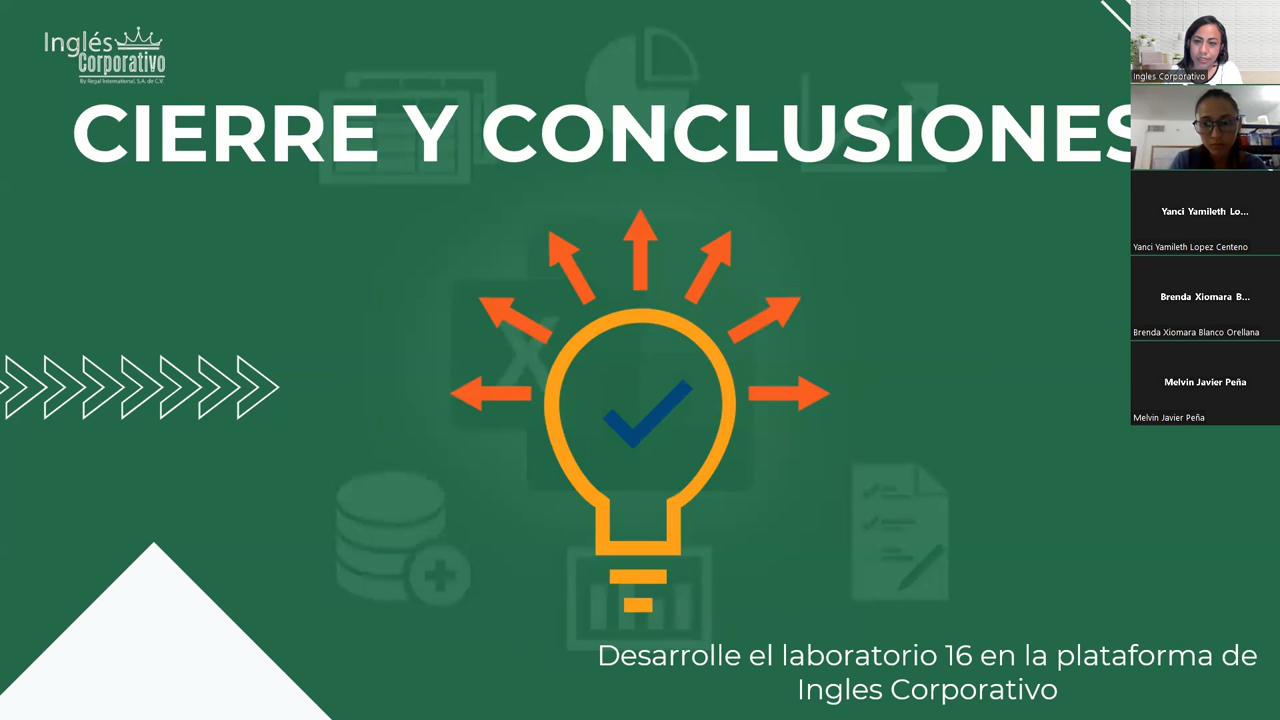 Inglés
Corporativo
By Regal International, S.A. de C.V.
CIERRE Y CONCLUSIONES
Desarrolle el laboratorio 16 en la plataforma de
Ingles Corporativo
Ingles Corporativo
Yanci Yamileth Lo...
Yanci Yamileth Lopez Centeno
Brenda Xiomara B...
Brenda Xiomara Blanco Orellana
Melvin Javier Peña
Melvin Javier Peña